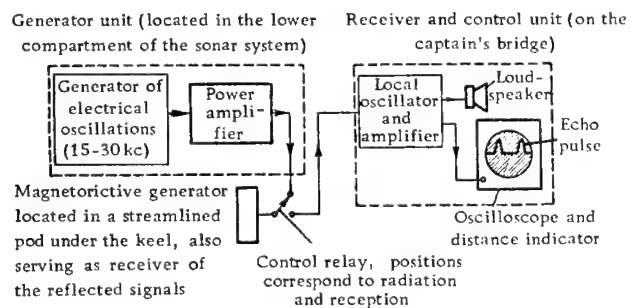 Generator unit (located in the lower
compartment of the sonar system)
Receiver and control unit (on the
captain's bridge)
Generator of
electrical
oscillations
(15-30 kc)
Power
ampli-
fier
Local
oscillator
and
amplifier
Loud-
speaker
Echo
pulse
Magnetorictive generator
located in a streamlined
pod under the keel, also
serving as receiver of
the reflected signals
Control relay, positions
correspond to radiation
and reception
Oscilloscope and
distance indicator